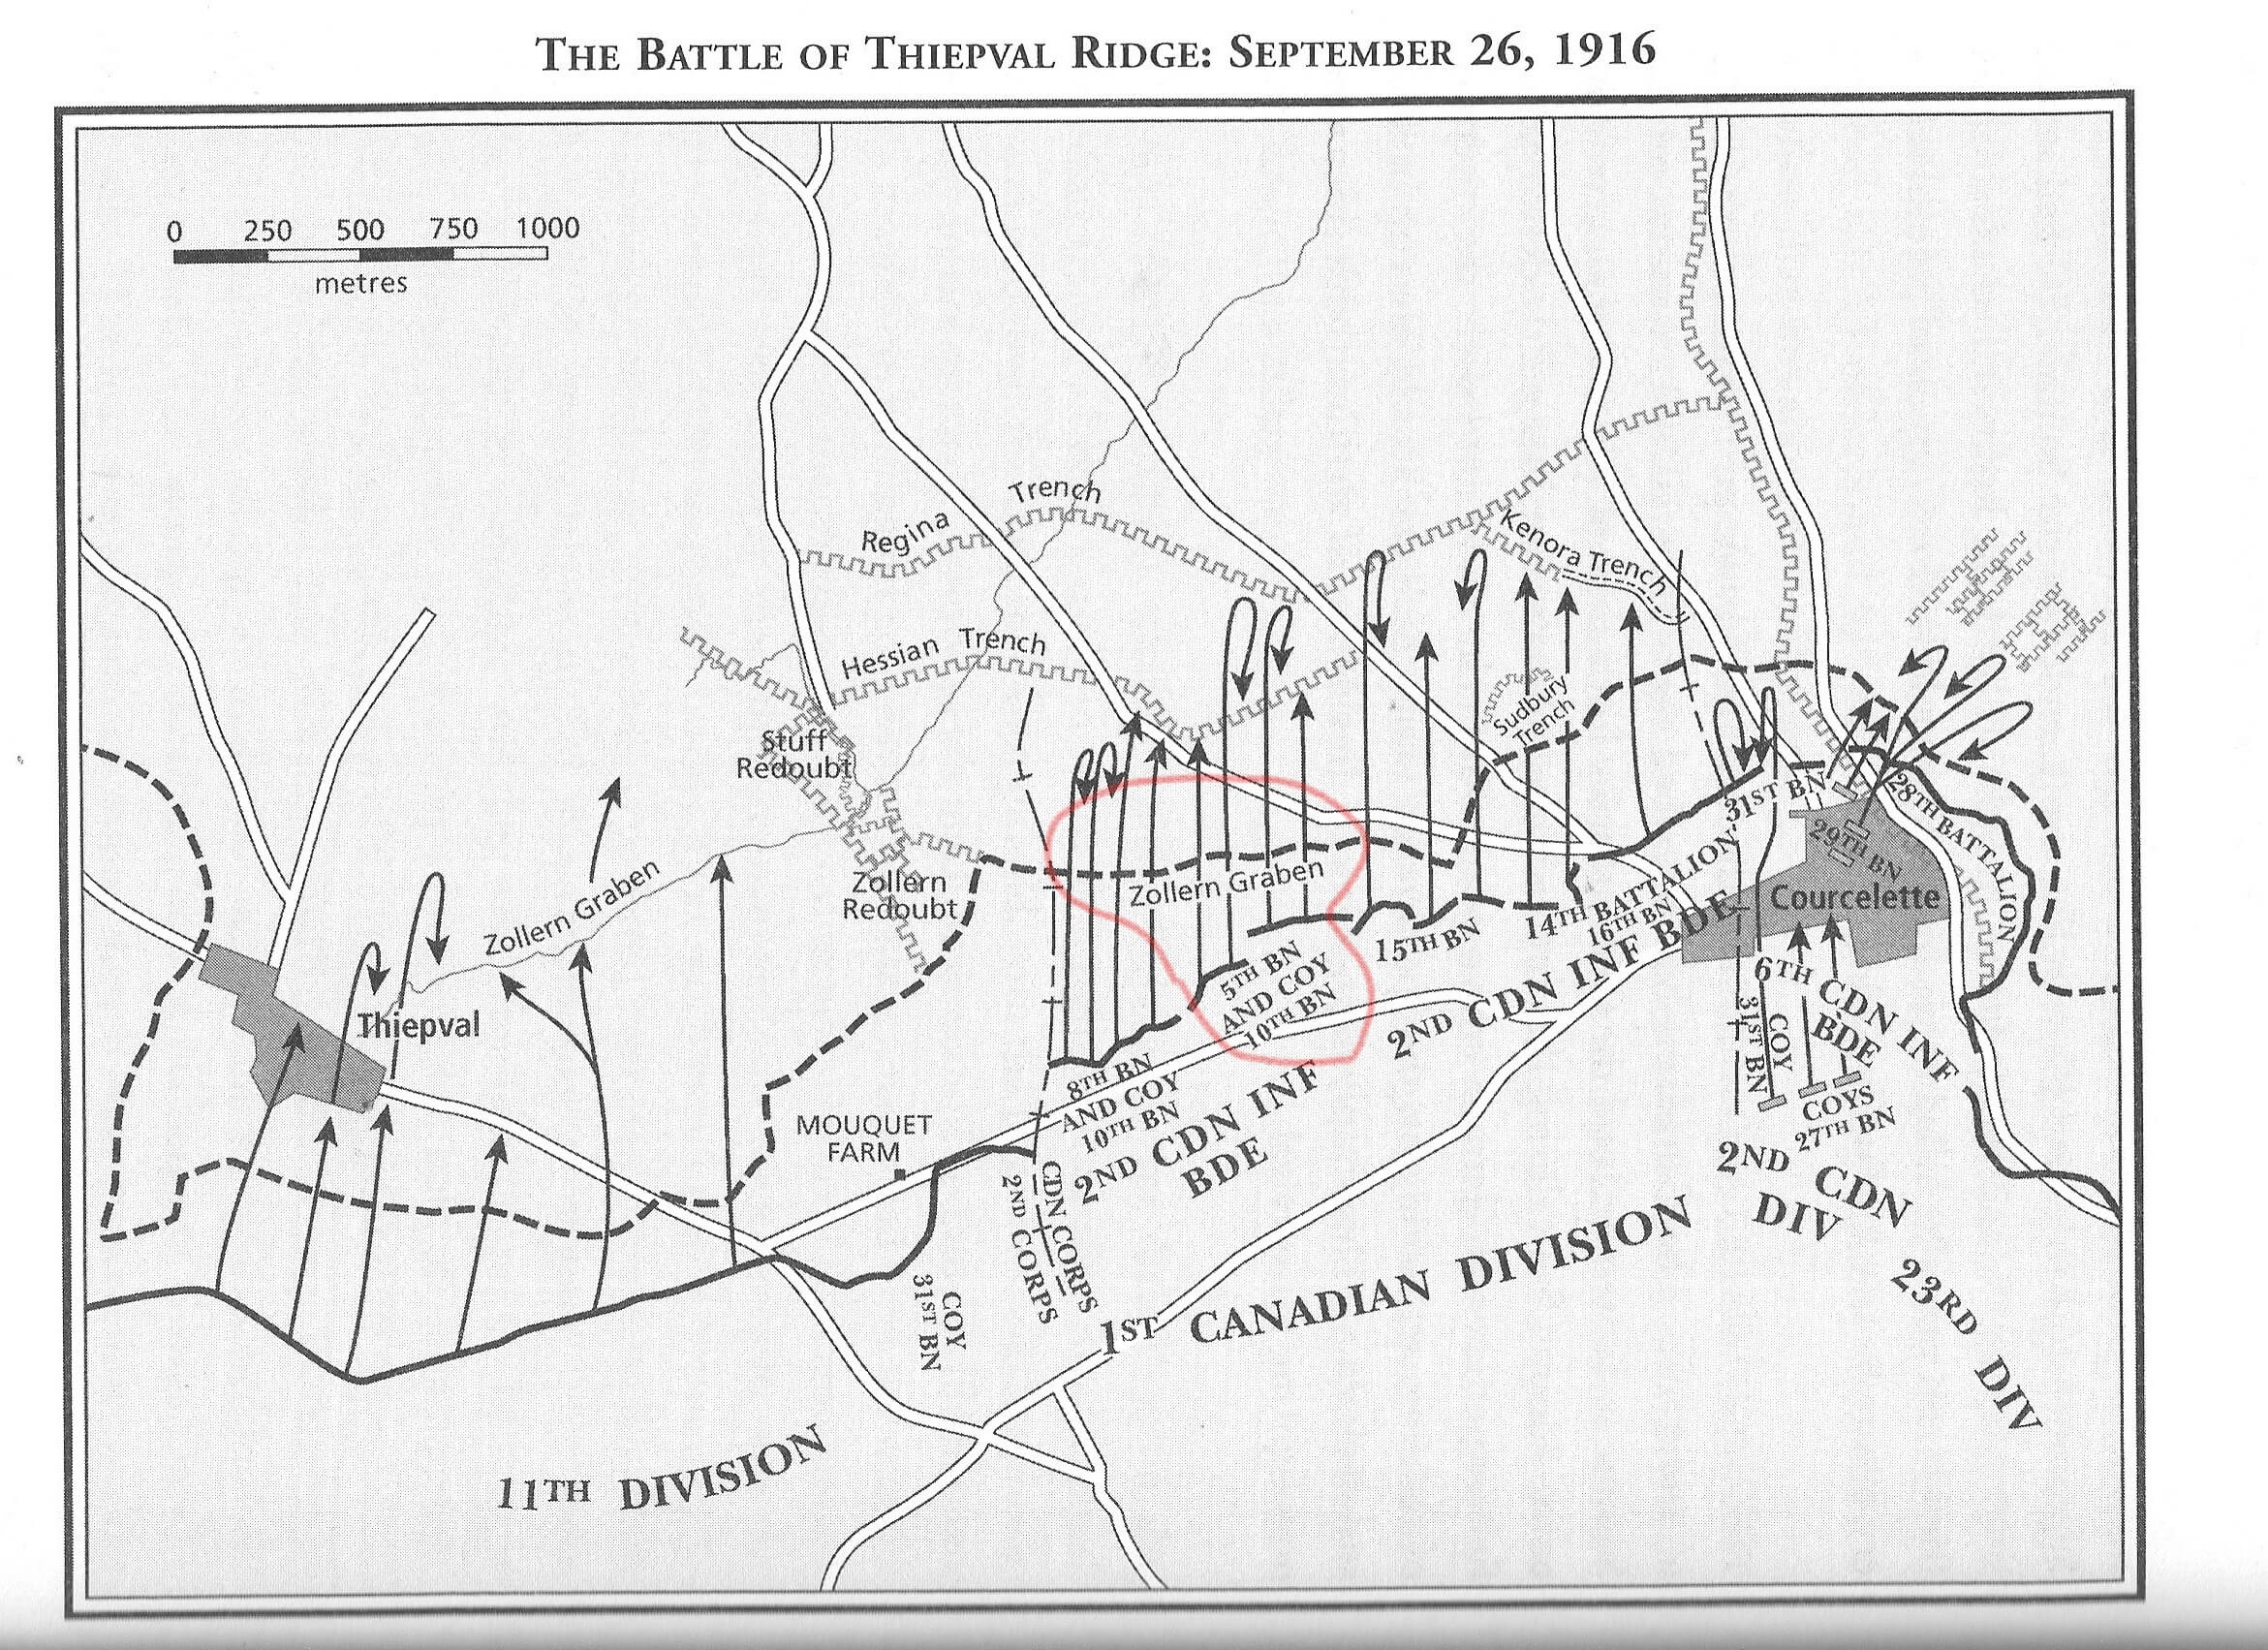 THE BATTLE OF THIEPVAL RIDGE: SEPTEMBER 26, 1916
0 250 500 750 1000
metres
Regina Trench
Kenora Trench
Hessian Trench
Sudbury
Trench
Stuff
Redoubt
Zollern Graben
Zollern
Redoubt
Zollern Graben
Thiepval
MOUQUET
FARM
Courcelette
31ST BN
28TH BATTALION
29TH BN
14TH BATTALION
16TH BN
15TH BN
5TH BN
AND COY
10TH BN
8TH BN
AND COY
10TH BN
2ND CDN INF BDE
2ND CDN INF
BDE
6TH CDN INF
BDE
COY
31ST BN
COYS
27TH BN
2ND CDN
DIV
CDN CORPS
2ND CORPS
COY
31ST BN
1ST CANADIAN DIVISION
23RD DIV
11TH DIVISION